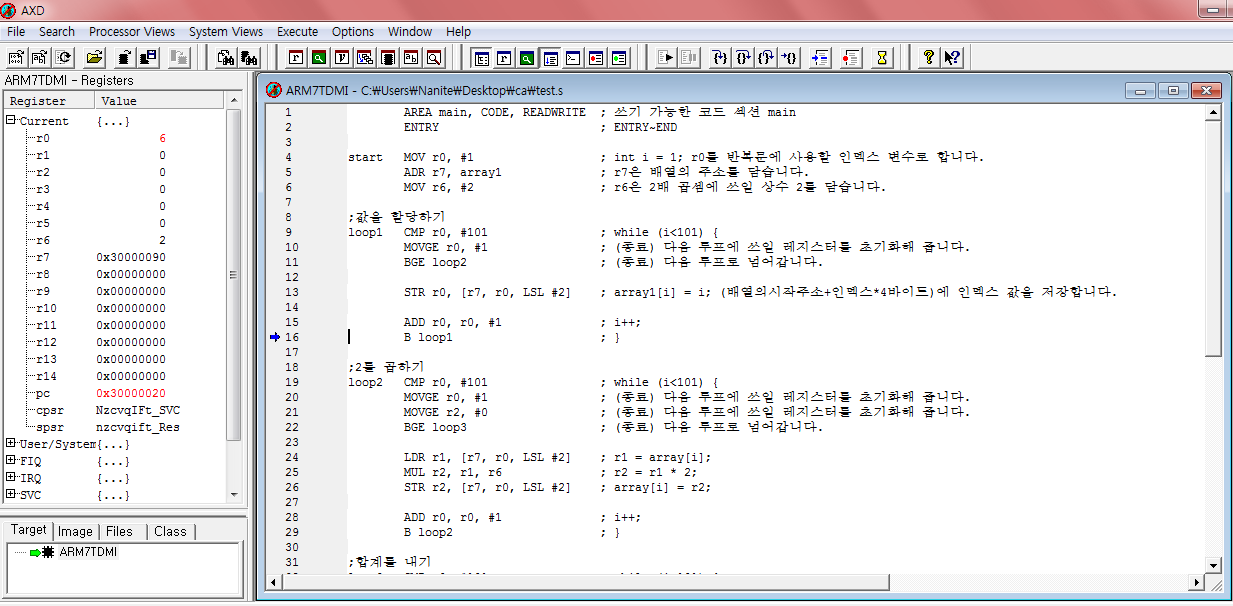 AXD
File Search Processor Views System Views Execute Options Window Help
ARM7TDMI - Registers
Register Value
Current {...}
r0 6
r1 0
r2 0
r3 0
r4 0
r5 0
r6 2
r7 0x30000090
r8 0x00000000
r9 0x00000000
r10 0x00000000
r11 0x00000000
r12 0x00000000
r13 0x00000000
r14 0x00000000
pc 0x30000020
cpsr NzcvqIFt_SVC
spsr nzcvqift_Res
User/System{...}
FIQ {...}
IRQ {...}
SVC {...}
Target Image Files Class
ARM7TDMI
ARM7TDMI - C:₩Users₩Nanite₩Desktop₩ca₩test.s
1 AREA main, CODE, READWRITE ; 쓰기 가능한 코드 섹션 main
2 ENTRY ; ENTRY~END
3
4 start MOV r0, #1 ; int i = 1; r0를 반복문에 사용할 인덱스 변수로 합니다.
5 ADR r7, array1 ; r7은 배열의 주소를 담습니다.
6 MOV r6, #2 ; r6은 2배 곱셈에 쓰일 상수 2를 담습니다.
7
8 ;값을 할당하기
9 loop1 CMP r0, #101 ; while (i<101) {
10 MOVGE r0, #1 ; (종료) 다음 루프에 쓰일 레지스터를 초기화해 줍니다.
11 BGE loop2 ; (종료) 다음 루프로 넘어갑니다.
12
13 STR r0, [r7, r0, LSL #2] ; array1[i] = i; (배열의시작주소+인덱스*4바이트)에 인덱스 값을 저장합니다.
14
15 ADD r0, r0, #1 ; i++;
16 B loop1 ; }
17
18 ;2를 곱하기
19 loop2 CMP r0, #101 ; while (i<101) {
20 MOVGE r0, #1 ; (종료) 다음 루프에 쓰일 레지스터를 초기화해 줍니다.
21 MOVGE r2, #0 ; (종료) 다음 루프에 쓰일 레지스터를 초기화해 줍니다.
22 BGE loop3 ; (종료) 다음 루프로 넘어갑니다.
23
24 LDR r1, [r7, r0, LSL #2] ; r1 = array[i];
25 MUL r2, r1, r6 ; r2 = r1 * 2;
26 STR r2, [r7, r0, LSL #2] ; array[i] = r2;
27
28 ADD r0, r0, #1 ; i++;
29 B loop2 ; }
30
31 ;합계를 내기